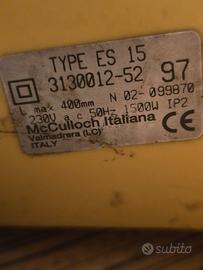 TYPE ES 15
3130012-52 97
L max 400mm N 02-099870
230V a c 50Hz 1500W IP2
McCulloch Italiana
Valmadrera (LC)
ITALY
CE
subito